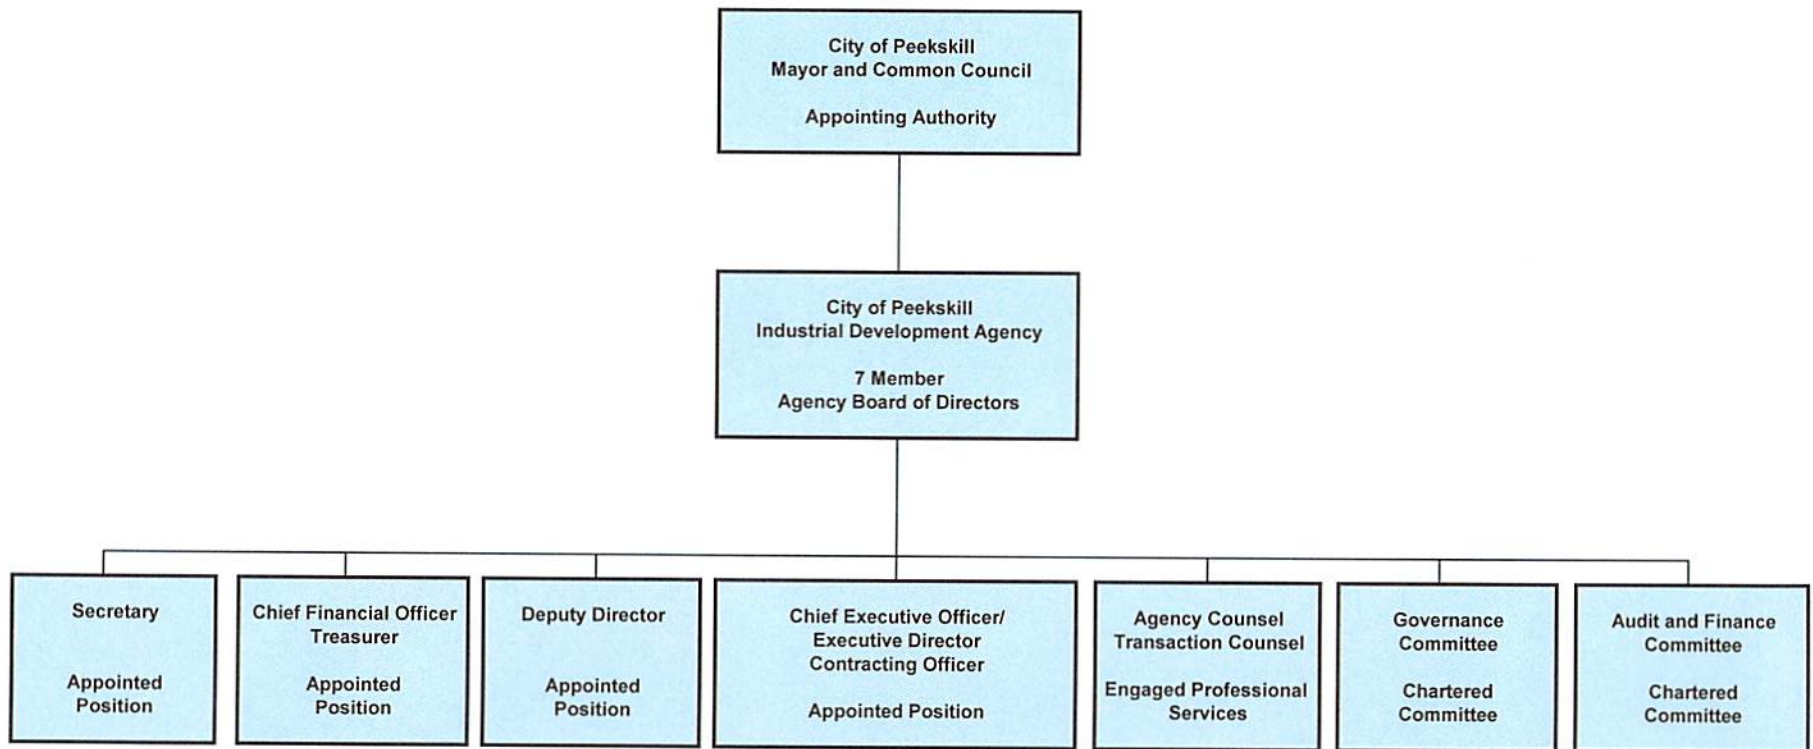 City of Peekskill
Mayor and Common Council
Appointing Authority
City of Peekskill
Industrial Development Agency
7 Member
Agency Board of Directors
Secretary
Appointed
Position
Chief Financial Officer
Treasurer
Appointed
Position
Deputy Director
Appointed
Position
Chief Executive Officer/
Executive Director
Contracting Officer
Appointed Position
Agency Counsel
Transaction Counsel
Engaged Professional
Services
Governance
Committee
Chartered
Committee
Audit and Finance
Committee
Chartered
Committee